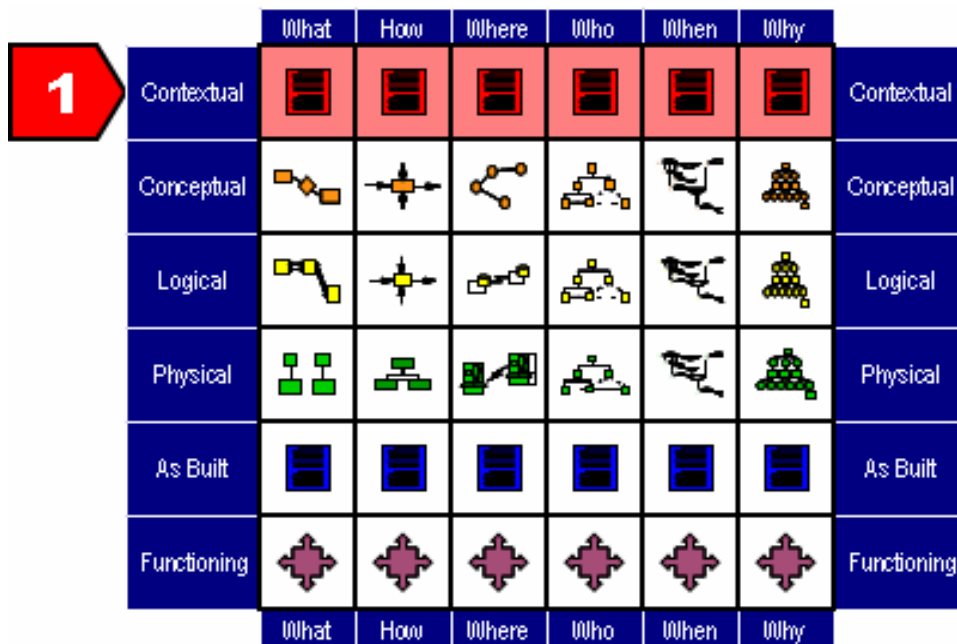 What How Where Who When Why
1 Contextual Contextual
Conceptual Conceptual
Logical Logical
Physical Physical
As Built As Built
Functioning Functioning
What How Where Who When Why